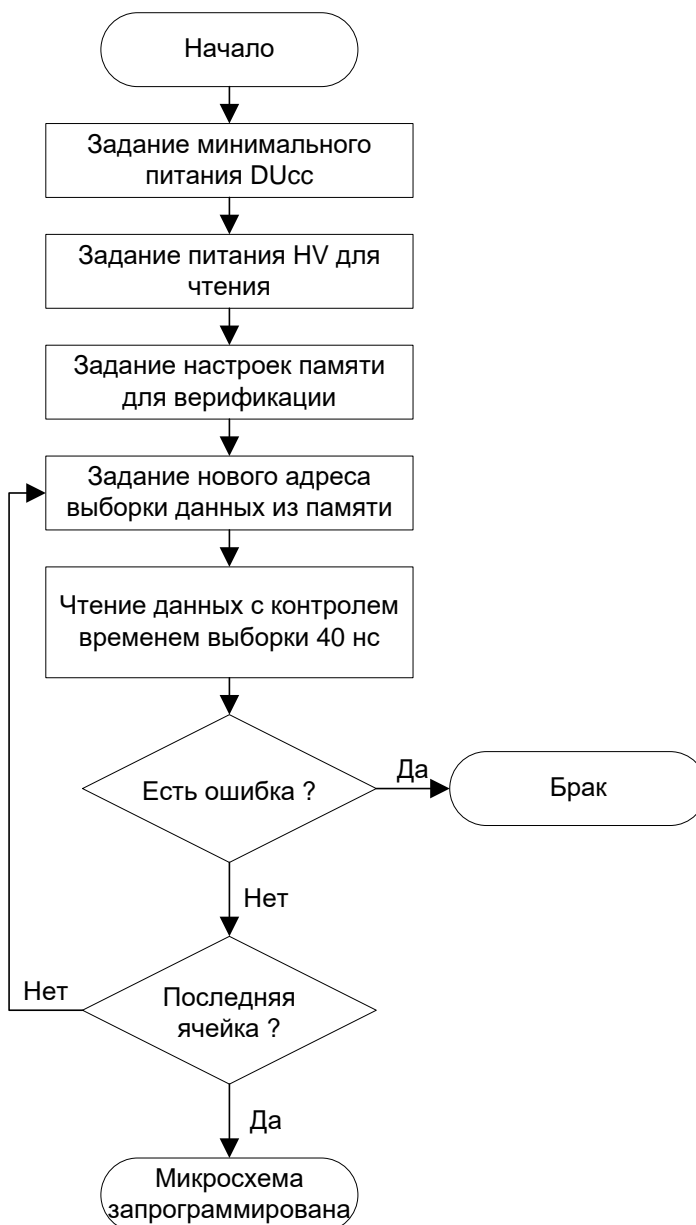 Начало
Задание минимального
питания DUcc
Задание питания HV для
чтения
Задание настроек памяти
для верификации
Задание нового адреса
выборки данных из памяти
Чтение данных с контролем
временем выборки 40 нс
Есть ошибка ?
Да
Брак
Нет
Нет
Последняя
ячейка ?
Да
Микросхема
запрограммирована